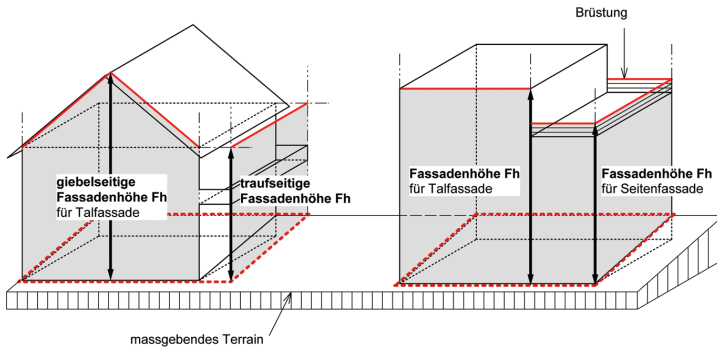 Brüstung
giebelseitige
Fassadenhöhe Fh
für Talfassade
traufseitige
Fassadenhöhe Fh
Fassadenhöhe Fh
für Talfassade
Fassadenhöhe Fh
für Seitenfassade
massgebendes Terrain